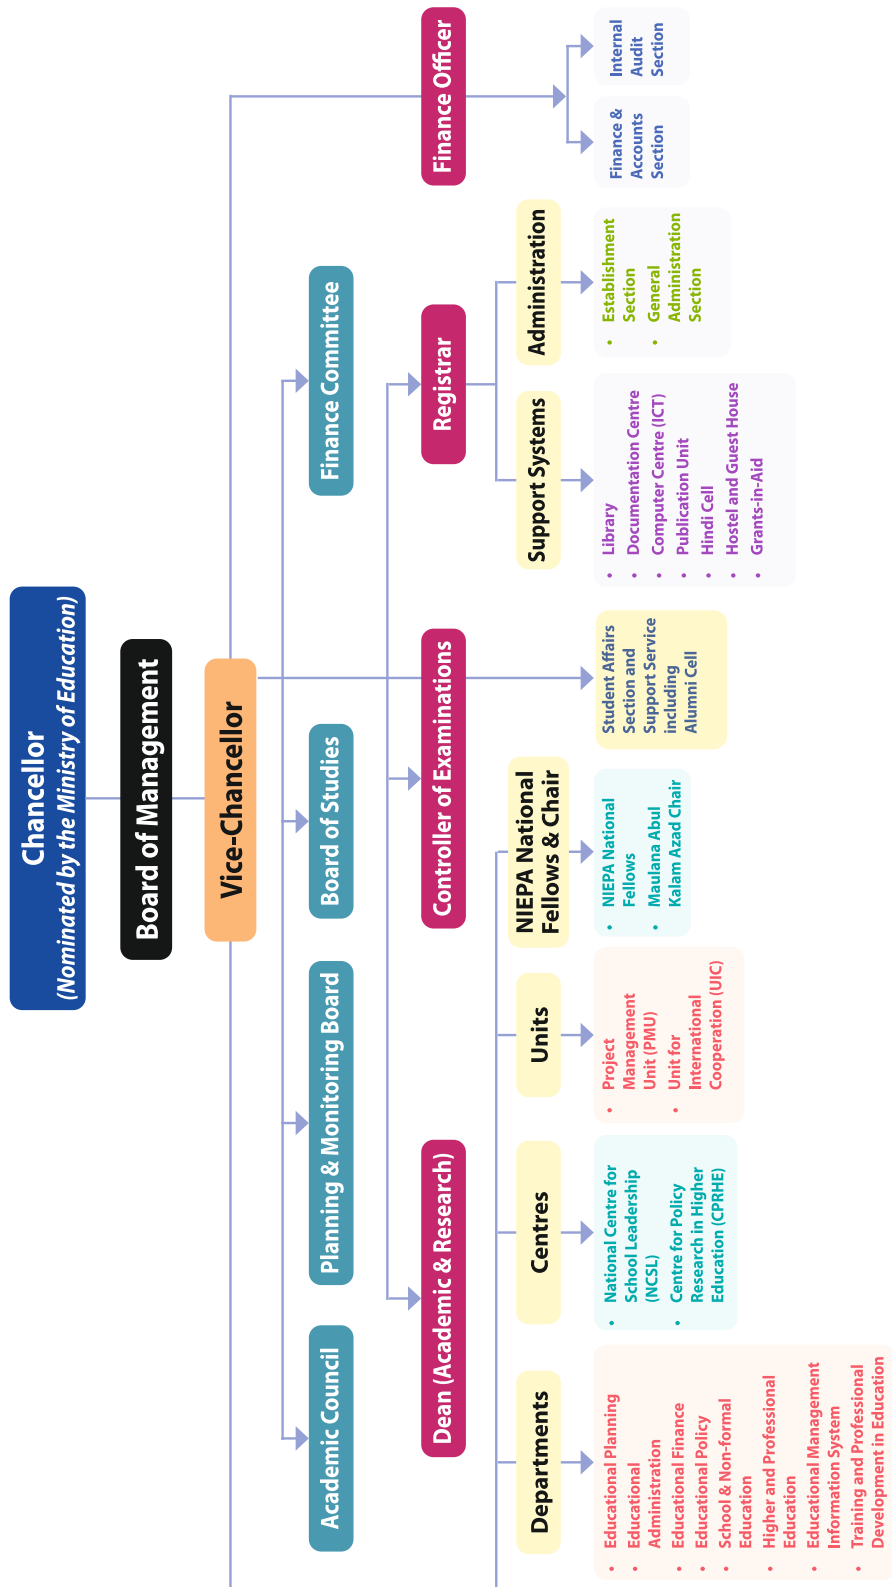 Chancellor
(Nominated by the Ministry of Education)
Board of Management
Vice-Chancellor
Academic Council
Planning & Monitoring Board
Board of Studies
Finance Committee
Dean (Academic & Research)
Controller of Examinations
Registrar
Finance Officer
Departments
Centres
Units
NIEPA National
Fellows & Chair
Support Systems
Administration
• Educational Planning
• Educational
Administration
• Educational Finance
• Educational Policy
• School & Non-formal
Education
• Higher and Professional
Education
• Educational Management
Information System
• Training and Professional
Development in Education
• National Centre for
School Leadership
(NCSL)
• Centre for Policy
Research in Higher
Education (CPRHE)
• Project
Management
Unit (PMU)
• Unit for
International
Cooperation (UIC)
• NIEPA National
Fellows
• Maulana Abul
Kalam Azad Chair
Student Affairs
Section and
Support Service
including
Alumni Cell
• Library
• Documentation Centre
• Computer Centre (ICT)
• Publication Unit
• Hindi Cell
• Hostel and Guest House
• Grants-in-Aid
• Establishment
Section
• General
Administration
Section
Finance &
Accounts
Section
Internal
Audit
Section